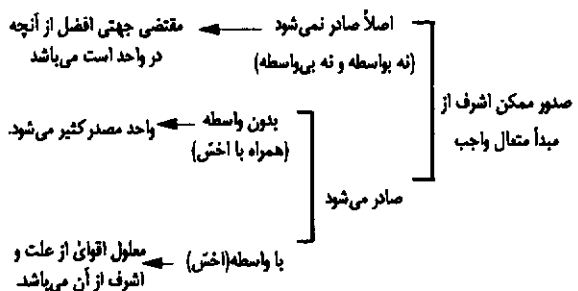 صدور ممکن اشرف از
مبدأ متعال واجب
اصلاً صادر نمی‌شود
(نه بواسطه و نه بی‌واسطه)
مقتضی جهتی افضل از آنچه
در واحد است می‌باشد
صادر می‌شود
بدون واسطه
(همراه با اخسّ)
واحد مصدر کثیر می‌شود.
با واسطه(اخسّ)
معلول اقوای از علت و
اشرف از آن می‌باشد.